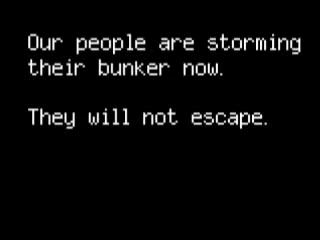 Our people are storming
their bunker now.
They will not escape.